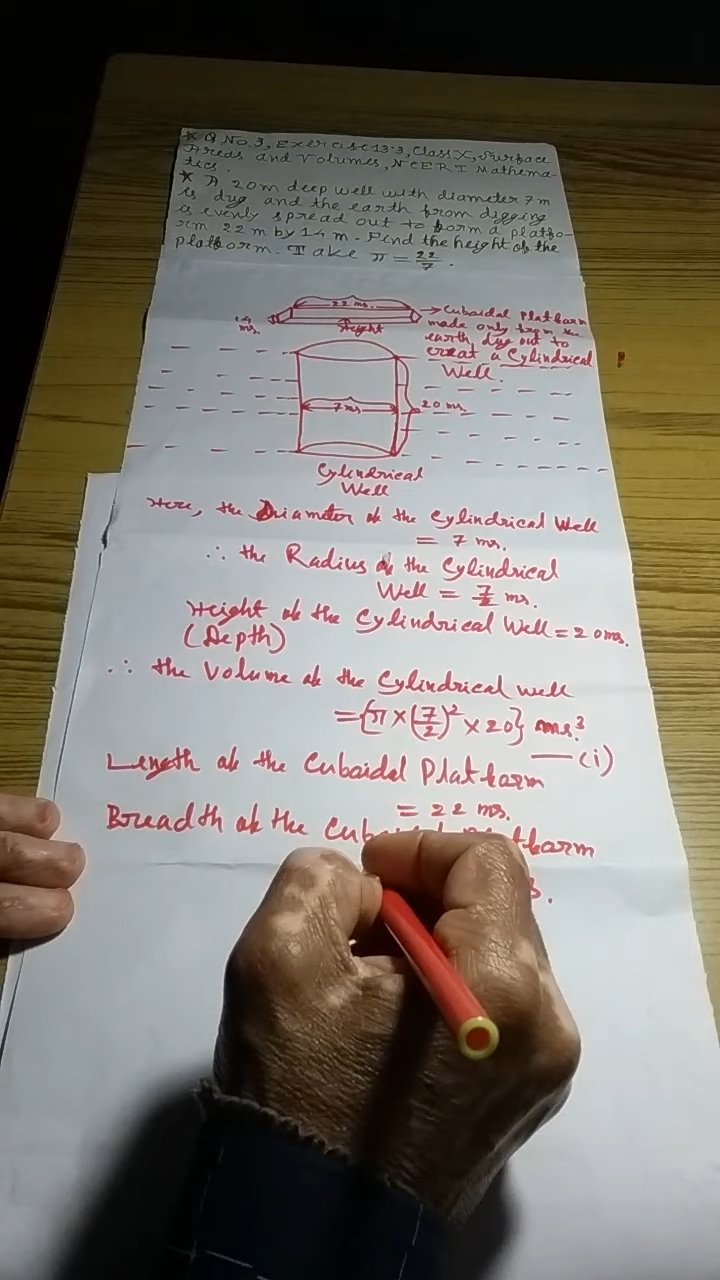 * Q No. 3, Exercise 13.3, Class X, Surface
Areas and Volumes, NCERT Mathema-
tics.
* A 20m deep well with diameter 7 m
is dug and the earth from digging
is evenly spread out to form a platfo-
rm 22 m by 14 m. Find the height of the
platform. Take π = 22/7.
22 ms.
14
ms.
Height
→ Cuboidal Platform
made only from the
earth, dug out to
creat a Cylindrical
Well.
7 ms.
20 ms.
Cylindrical
Well
Here, the Diameter of the Cylindrical Well
= 7 ms.
∴ the Radius of the Cylindrical
Well = 7/2 ms.
Height of the Cylindrical Well = 20 ms.
(Depth)
∴ the Volume of the Cylindrical Well
= {π × (7/2)² × 20} ms.³
— (i)
Length of the Cuboidal Platform
= 22 ms.
Breadth of the Cuboidal Platform